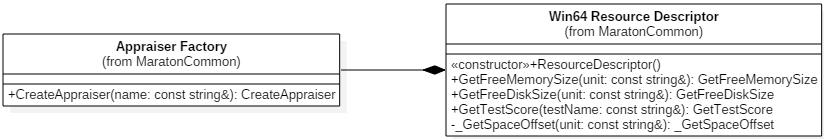 Appraiser Factory
(from MaratonCommon)
+CreateAppraiser(name: const string&): CreateAppraiser
Win64 Resource Descriptor
(from MaratonCommon)
«constructor»+ResourceDescriptor()
+GetFreeMemorySize(unit: const string&): GetFreeMemorySize
+GetFreeDiskSize(unit: const string&): GetFreeDiskSize
+GetTestScore(testName: const string&): GetTestScore
-_GetSpaceOffset(unit: const string&): _GetSpaceOffset